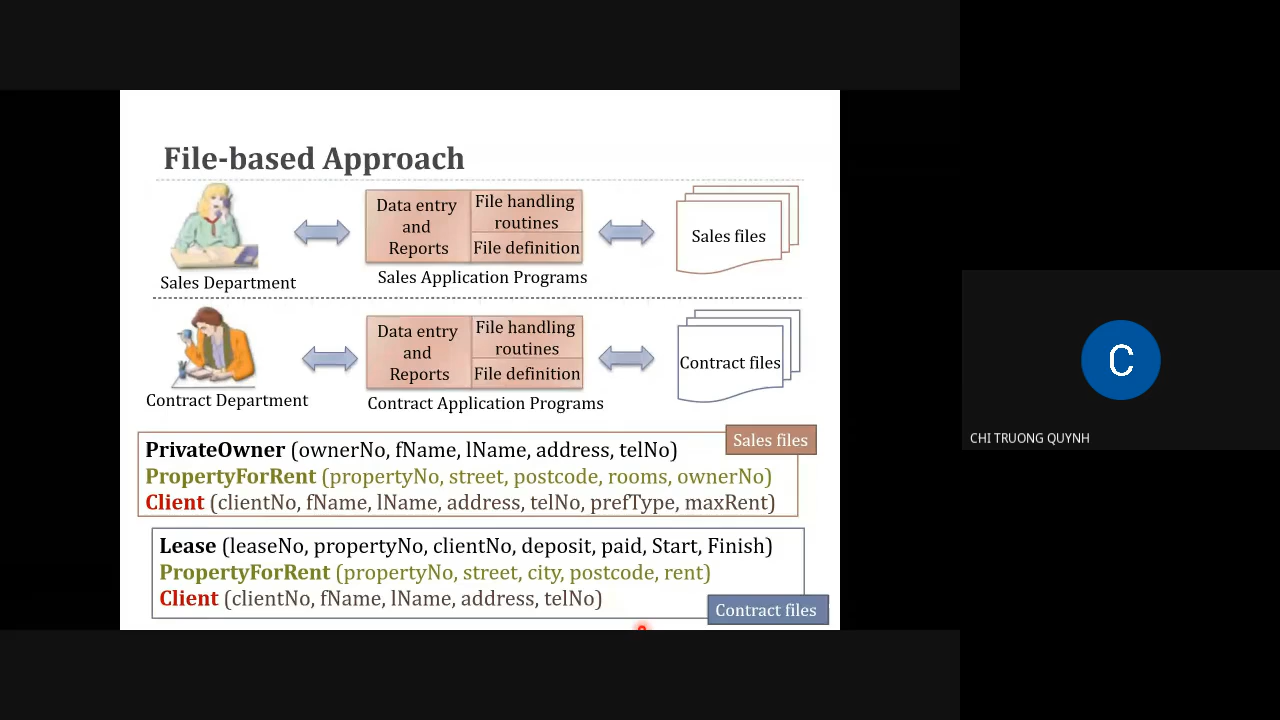 File-based Approach
Data entry
and
Reports
File handling
routines
File definition
Sales files
Sales Department
Sales Application Programs
Data entry
and
Reports
File handling
routines
File definition
Contract files
Contract Department
Contract Application Programs
Sales files
PrivateOwner (ownerNo, fName, lName, address, telNo)
PropertyForRent (propertyNo, street, postcode, rooms, ownerNo)
Client (clientNo, fName, lName, address, telNo, prefType, maxRent)
Lease (leaseNo, propertyNo, clientNo, deposit, paid, Start, Finish)
PropertyForRent (propertyNo, street, city, postcode, rent)
Client (clientNo, fName, lName, address, telNo)
Contract files
C
CHI TRUONG QUYNH